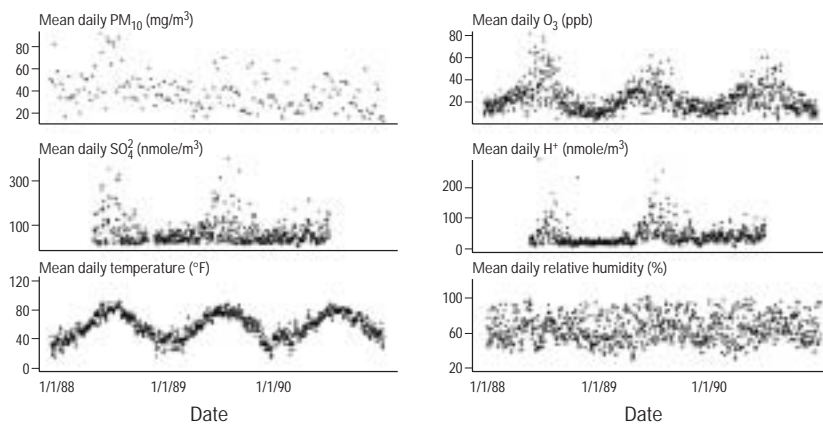 Mean daily PM10 (mg/m3)
80
60
40
20
Mean daily O3 (ppb)
80
60
40
20
Mean daily SO42 (nmole/m3)
300
100
Mean daily H+ (nmole/m3)
200
100
0
Mean daily temperature (°F)
120
80
40
0
1/1/88 1/1/89 1/1/90
Date
Mean daily relative humidity (%)
100
60
20
1/1/88 1/1/89 1/1/90
Date